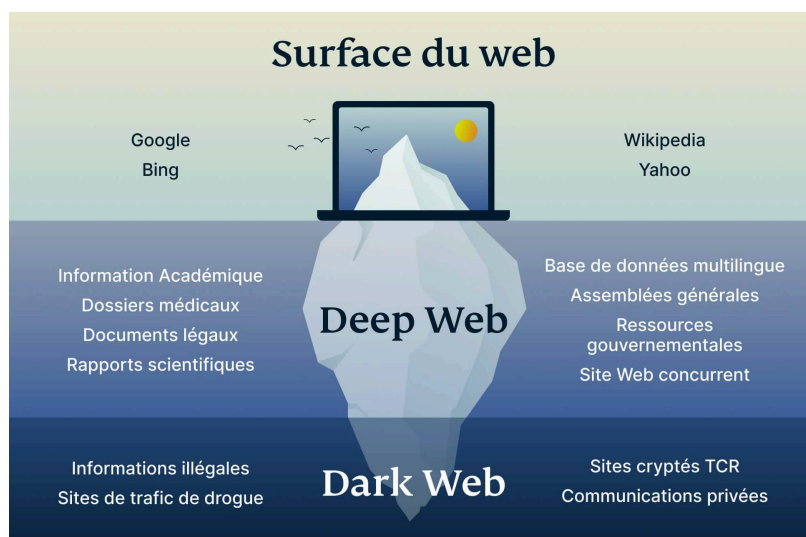 Surface du web
Google
Bing
Wikipedia
Yahoo
Information Académique
Dossiers médicaux
Documents légaux
Rapports scientifiques
Deep Web
Base de données multilingue
Assemblées générales
Ressources
gouvernementales
Site Web concurrent
Informations illégales
Sites de trafic de drogue
Dark Web
Sites cryptés TCR
Communications privées